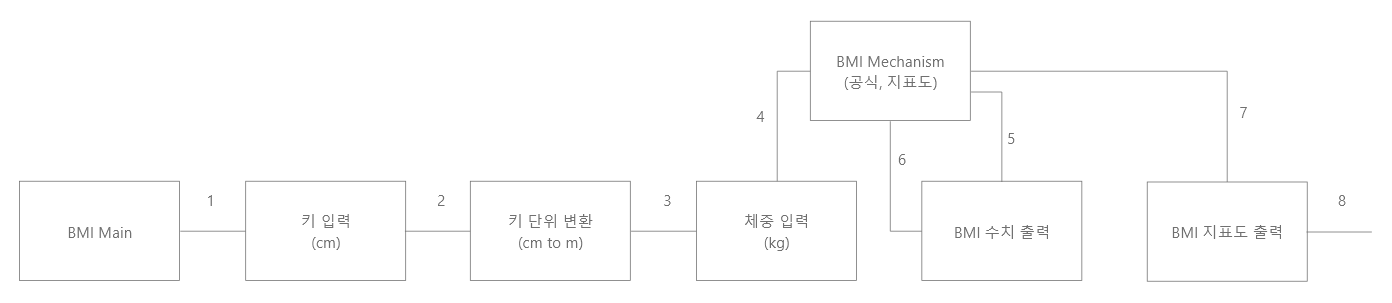 BMI Mechanism
(공식, 지표도)
4
7
5
6
1
2
3
8
BMI Main
키 입력
(cm)
키 단위 변환
(cm to m)
체중 입력
(kg)
BMI 수치 출력
BMI 지표도 출력